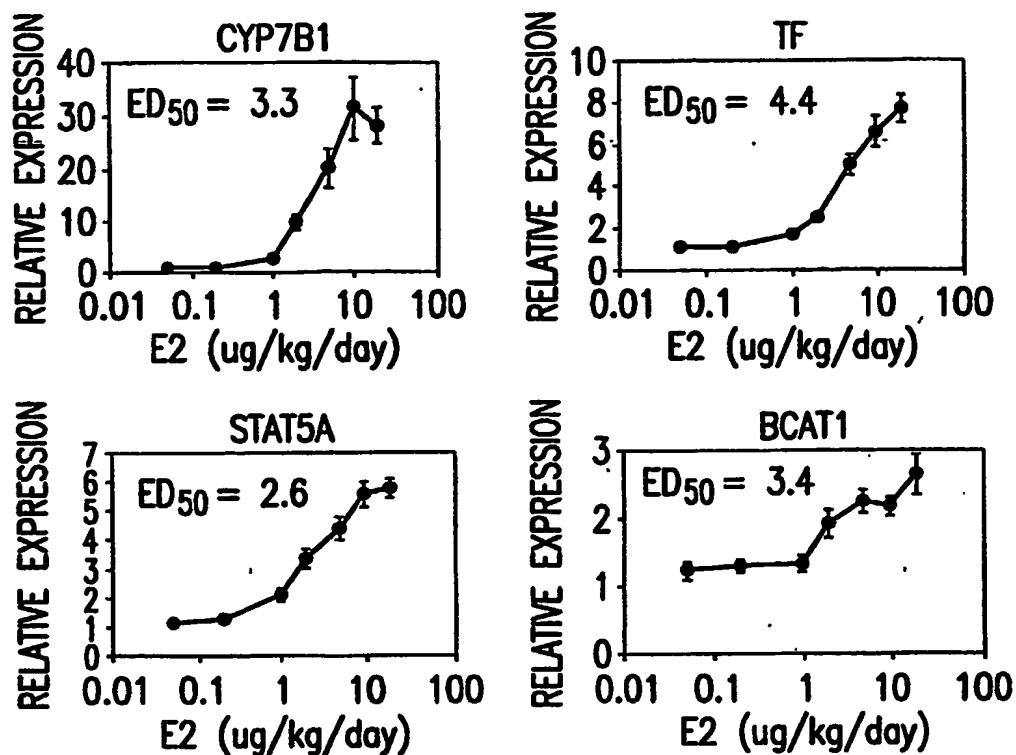 CYP7B1
RELATIVE EXPRESSION
40
30
20
10
0
ED50 = 3.3
0.01 0.1 1 10 100
E2 (ug/kg/day)
TF
RELATIVE EXPRESSION
10
8
6
4
2
0
ED50 = 4.4
0.01 0.1 1 10 100
E2 (ug/kg/day)
STAT5A
RELATIVE EXPRESSION
7
6
5
4
3
2
1
0
ED50 = 2.6
0.01 0.1 1 10 100
E2 (ug/kg/day)
BCAT1
RELATIVE EXPRESSION
3
2
1
0
ED50 = 3.4
0.01 0.1 1 10 100
E2 (ug/kg/day)